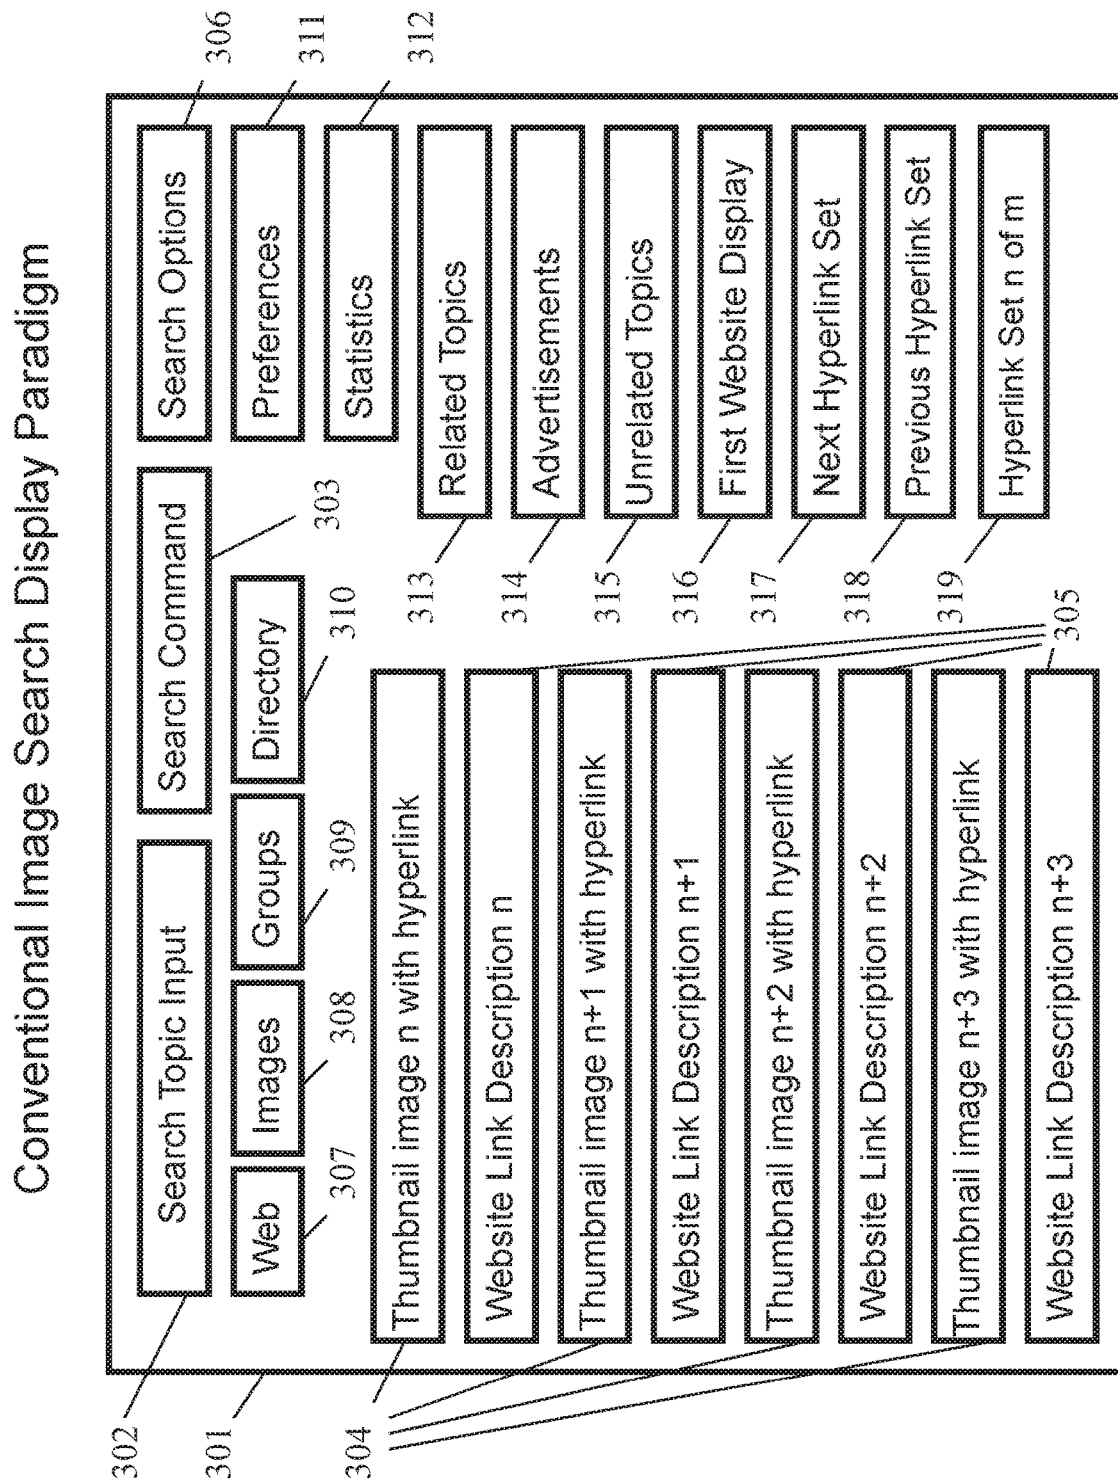 Conventional Image Search Display Paradigm
302
Search Topic Input
Search Command
303
Search Options
306
301
Web
307
Images
308
Groups
309
Directory
310
Preferences
311
Statistics
312
304
Thumbnail image n with hyperlink
Website Link Description n
Thumbnail image n+1 with hyperlink
Website Link Description n+1
Thumbnail image n+2 with hyperlink
Website Link Description n+2
Thumbnail image n+3 with hyperlink
Website Link Description n+3
305
313
Related Topics
314
Advertisements
315
Unrelated Topics
316
First Website Display
317
Next Hyperlink Set
318
Previous Hyperlink Set
319
Hyperlink Set n of m